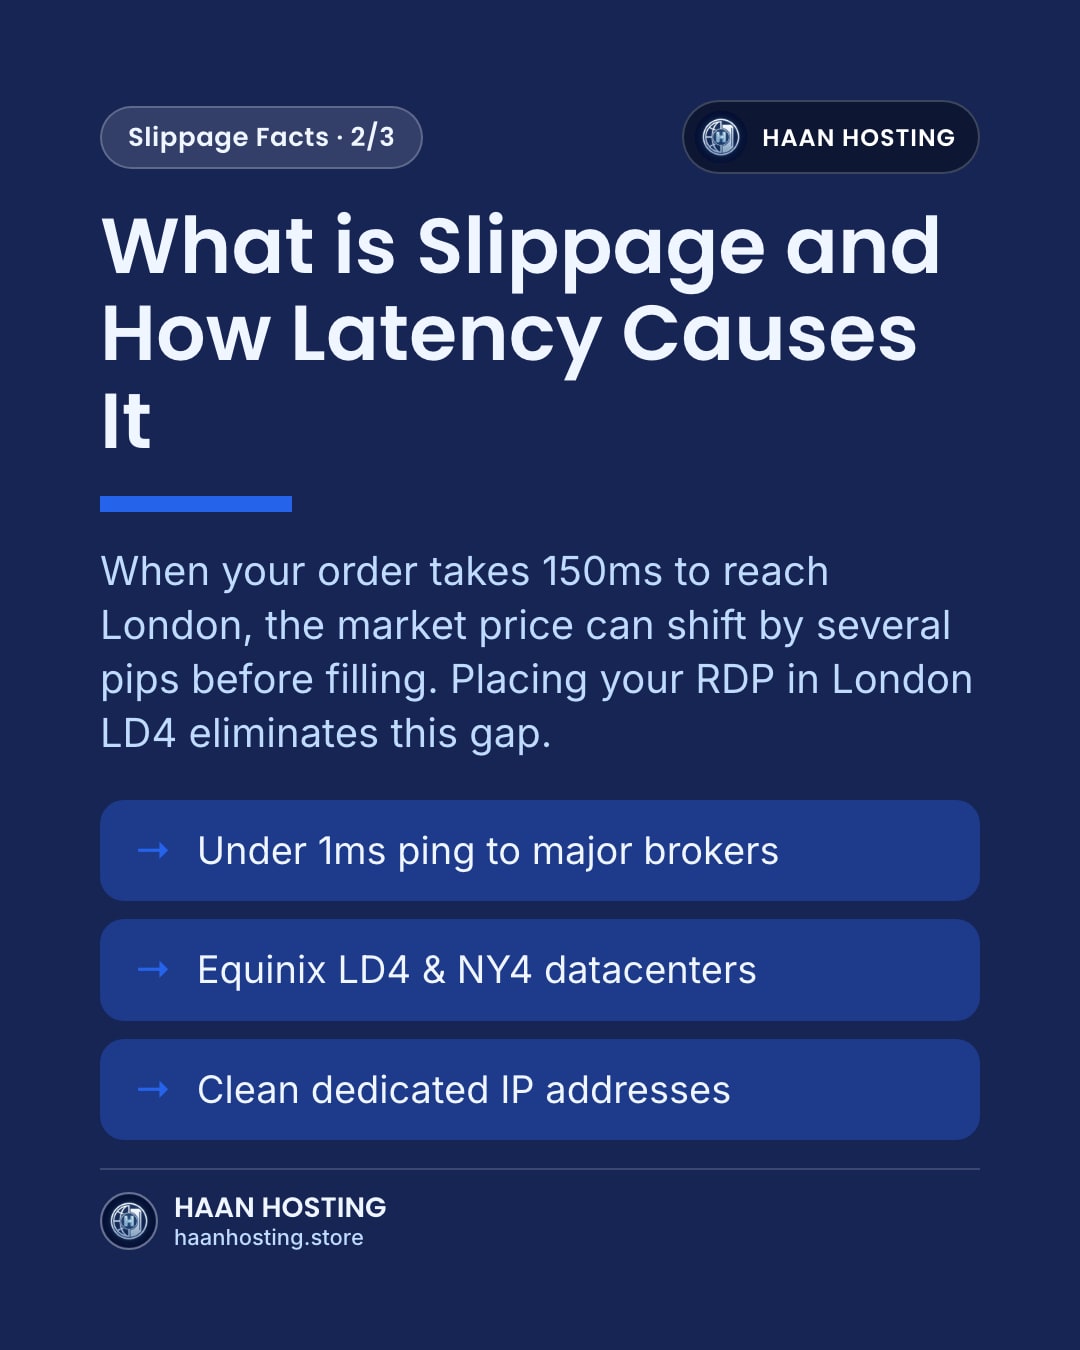 Slippage Facts · 2/3
HAAN HOSTING
What is Slippage and
How Latency Causes
It
When your order takes 150ms to reach
London, the market price can shift by several
pips before filling. Placing your RDP in London
LD4 eliminates this gap.
→ Under 1ms ping to major brokers
→ Equinix LD4 & NY4 datacenters
→ Clean dedicated IP addresses
HAAN HOSTING
haanhosting.store